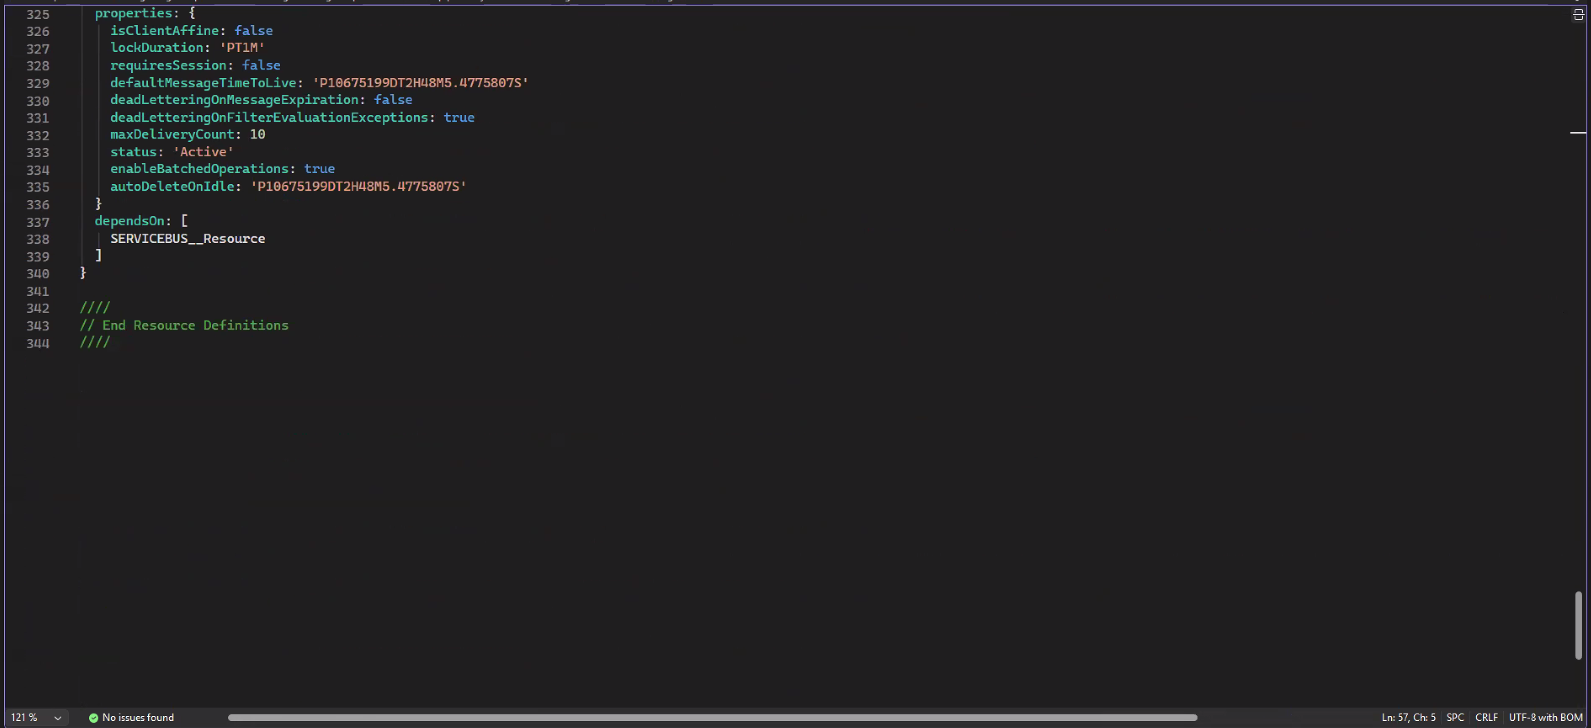 325 properties: {
326 isClientAffine: false
327 lockDuration: 'PT1M'
328 requiresSession: false
329 defaultMessageTimeToLive: 'P10675199DT2H48M5.4775807S'
330 deadLetteringOnMessageExpiration: false
331 deadLetteringOnFilterEvaluationExceptions: true
332 maxDeliveryCount: 10
333 status: 'Active'
334 enableBatchedOperations: true
335 autoDeleteOnIdle: 'P10675199DT2H48M5.4775807S'
336 }
337 dependsOn: [
338 SERVICEBUS__Resource
339 ]
340 }
341
342 ////
343 // End Resource Definitions
344 ////
121 % No issues found Ln: 57, Ch: 5 SPC CRLF UTF-8 with BOM